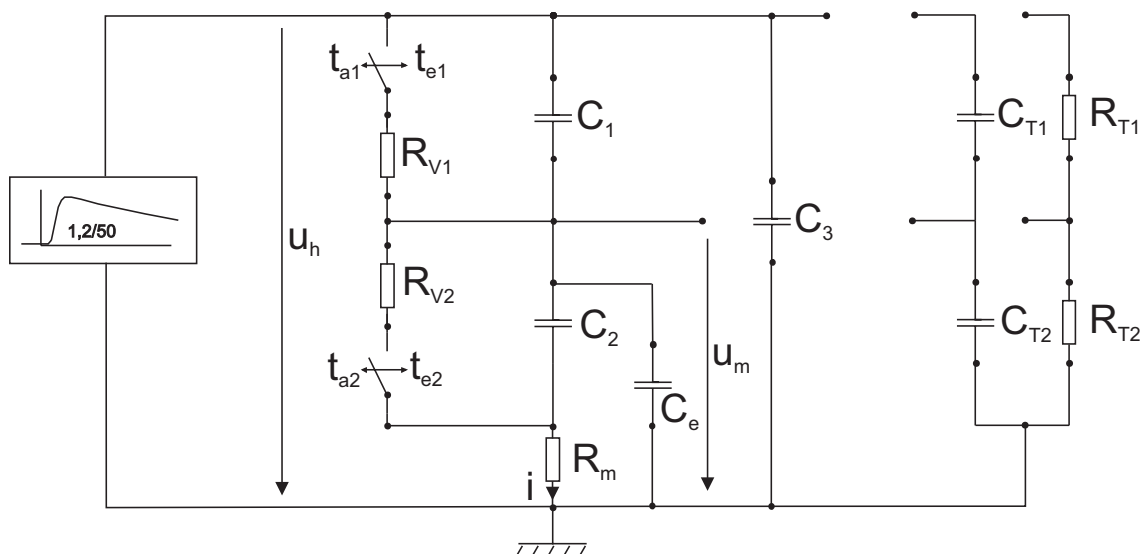 t_a1
t_e1
C_1
C_T1
R_T1
R_V1
1,2/50
u_h
C_3
R_V2
C_2
C_T2
R_T2
u_m
t_a2
t_e2
C_e
R_m
i